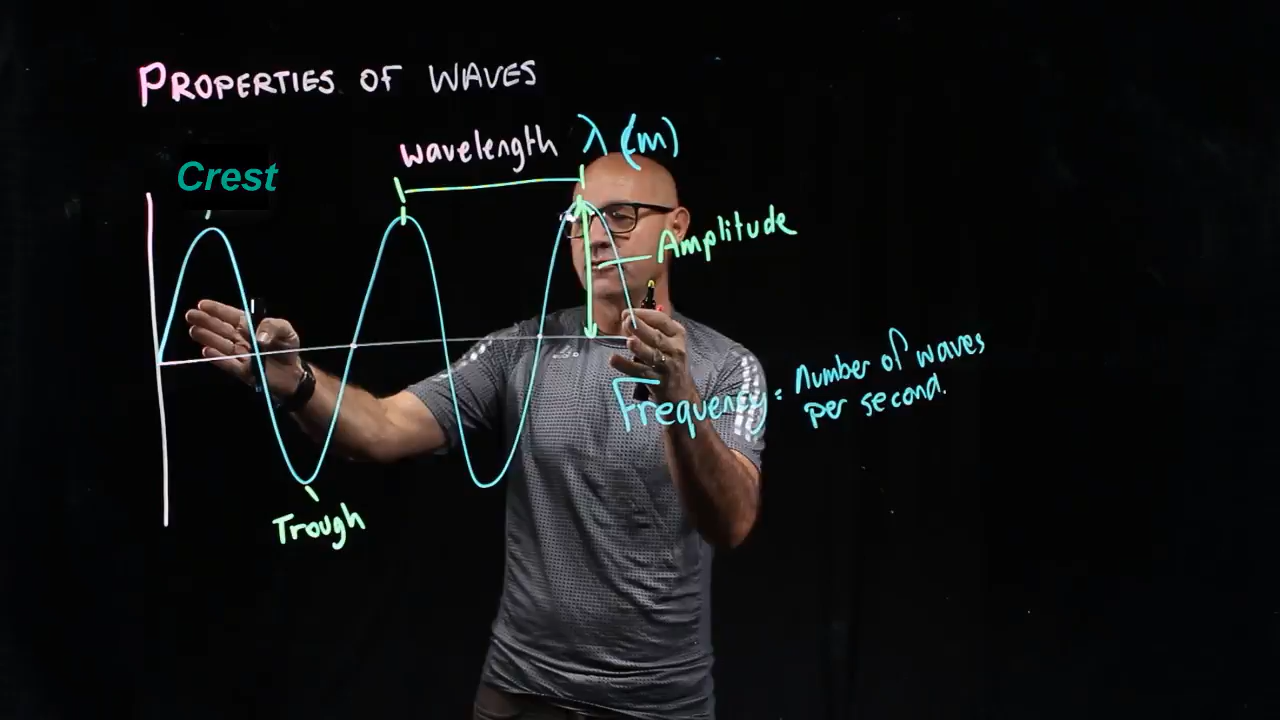 PROPERTIES OF WAVES
wavelength λ (m)
Crest
Amplitude
Frequency = Number of waves
per second.
Trough